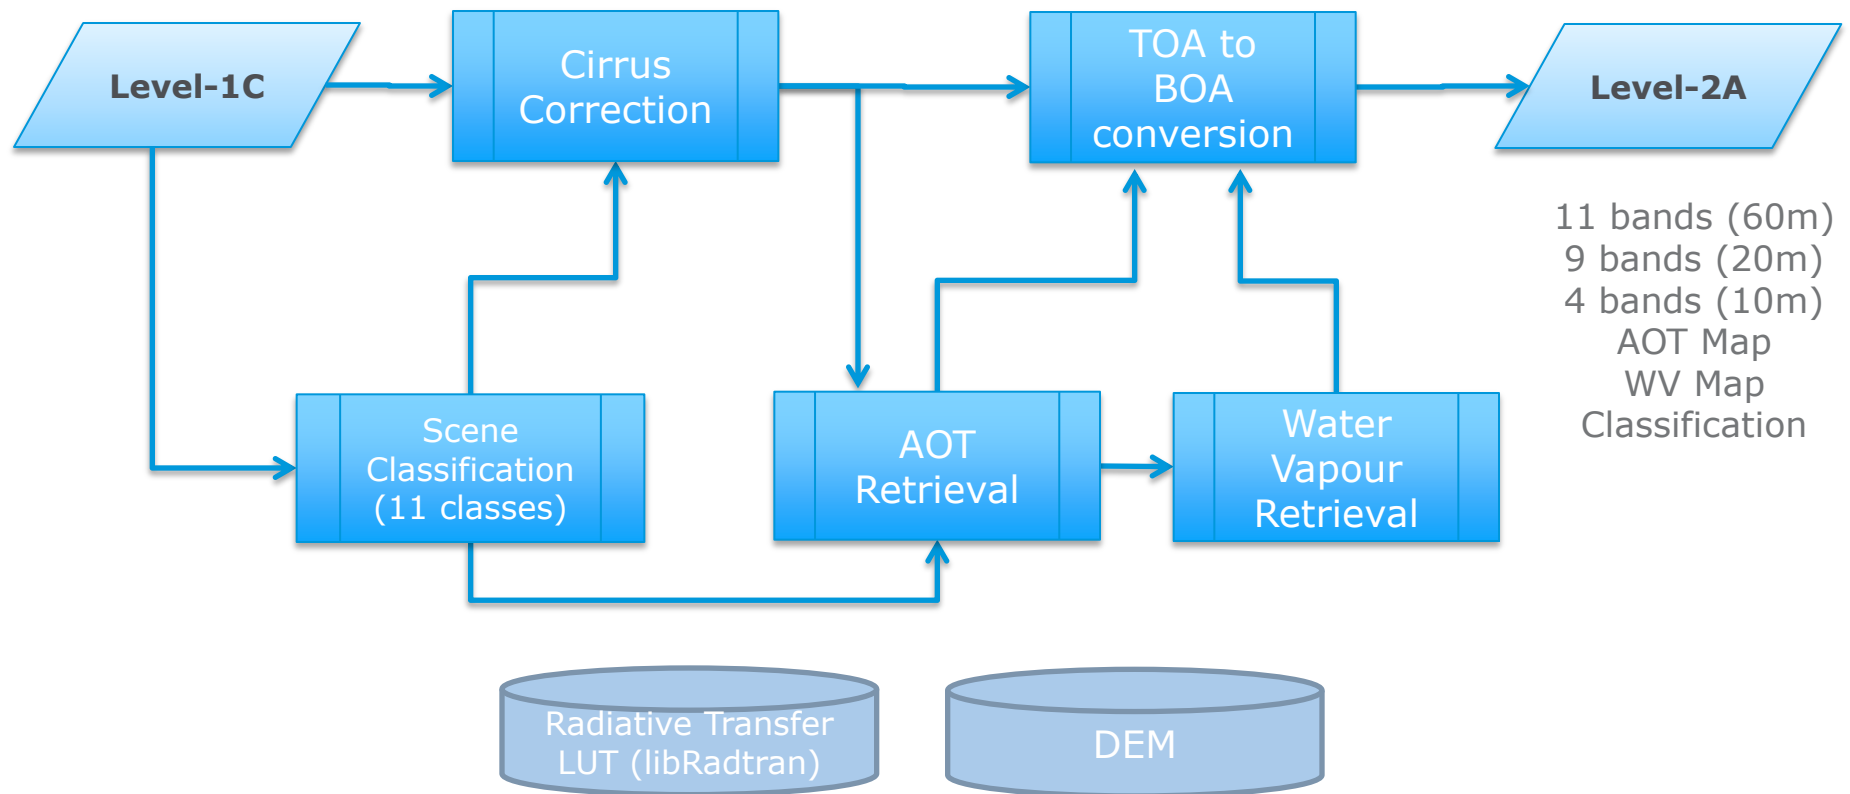 Level-1C
Cirrus
Correction
TOA to
BOA
conversion
Level-2A
11 bands (60m)
9 bands (20m)
4 bands (10m)
AOT Map
WV Map
Classification
Scene
Classification
(11 classes)
AOT
Retrieval
Water
Vapour
Retrieval
Radiative Transfer
LUT (libRadtran)
DEM